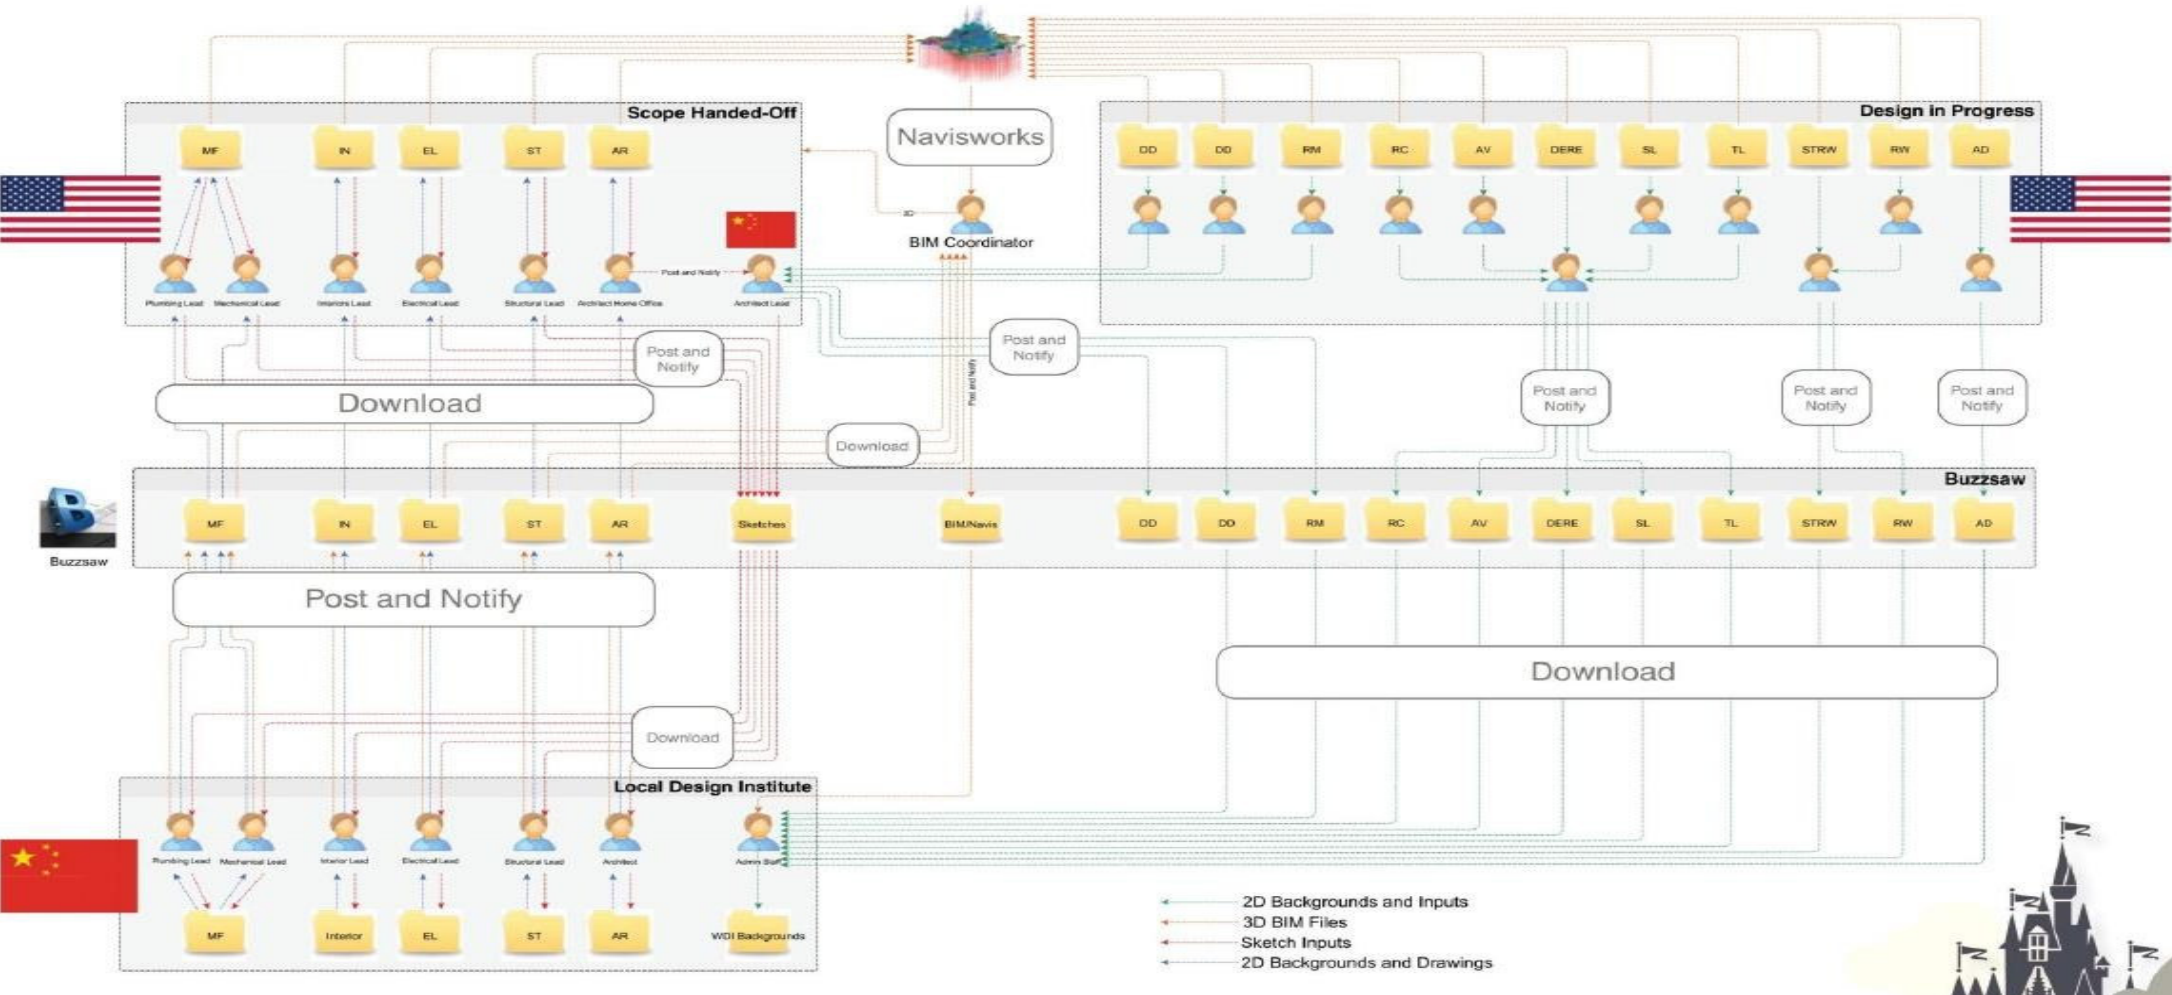 Scope Handed-Off
Design in Progress
Navisworks
MF
IN
EL
ST
AR
DD
DD
RM
RC
AV
DERE
SL
TL
STRW
RW
AD
BIM Coordinator
Post and Notify
Plumbing Lead
Mechanical Lead
Interiors Lead
Electrical Lead
Structural Lead
Architect Home Office
Architect Lead
Post and
Notify
Post and
Notify
Post and Notify
Post and
Notify
Post and
Notify
Post and
Notify
Download
Download
Buzzsaw
MF
IN
EL
ST
AR
Sketches
BIM/Navis
DD
DD
RM
RC
AV
DERE
SL
TL
STRW
RW
AD
Buzzsaw
Post and Notify
Download
Download
Local Design Institute
Plumbing Lead
Mechanical Lead
Interior Lead
Electrical Lead
Structural Lead
Architect
Admin Staff
MF
Interior
EL
ST
AR
WDI Backgrounds
2D Backgrounds and Inputs
3D BIM Files
Sketch Inputs
2D Backgrounds and Drawings